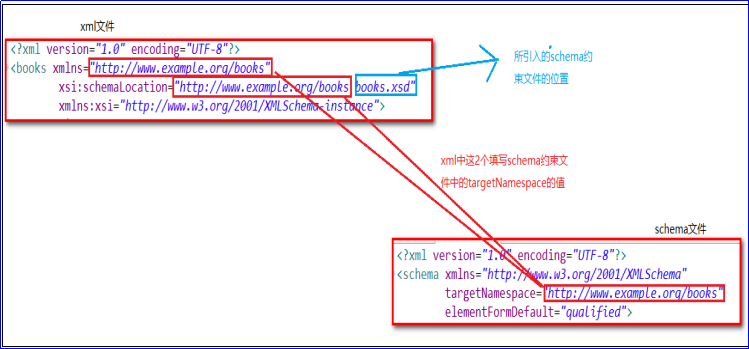 xml文件
<?xml version="1.0" encoding="UTF-8"?>
<books xmlns="http://www.example.org/books"
xsi:schemaLocation="http://www.example.org/books books.xsd"
xmlns:xsi="http://www.w3.org/2001/XMLSchema-instance">
所引入的schema约
束文件的位置
xml中这2个填写schema约束文
件中的targetNamespace的值
schema文件
<?xml version="1.0" encoding="UTF-8"?>
<schema xmlns="http://www.w3.org/2001/XMLSchema"
targetNamespace="http://www.example.org/books"
elementFormDefault="qualified">